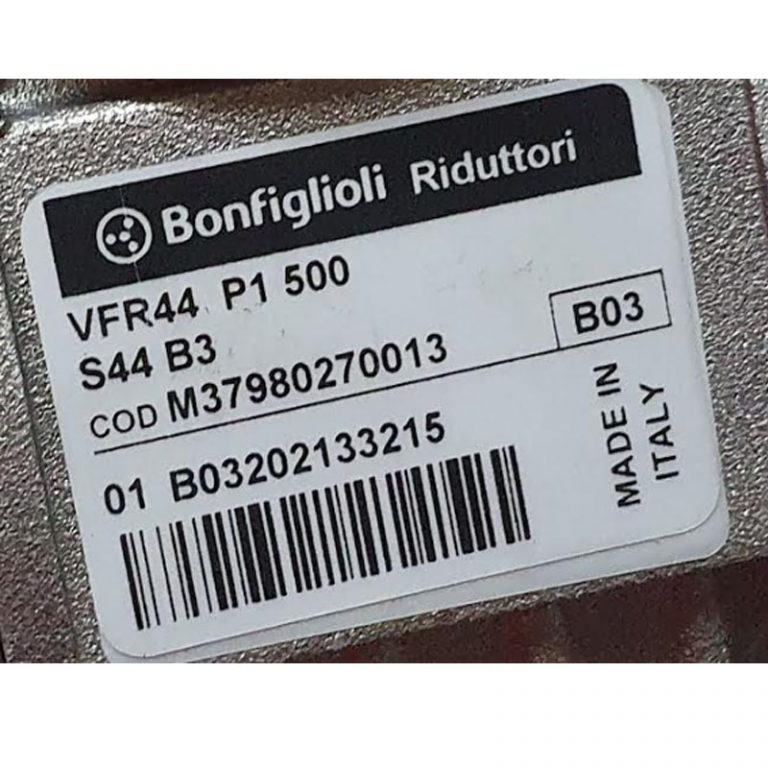 Bonfiglioli Riduttori
VFR44 P1 500
S44 B3
COD M37980270013
B03
01 B03202133215
MADE IN
ITALY